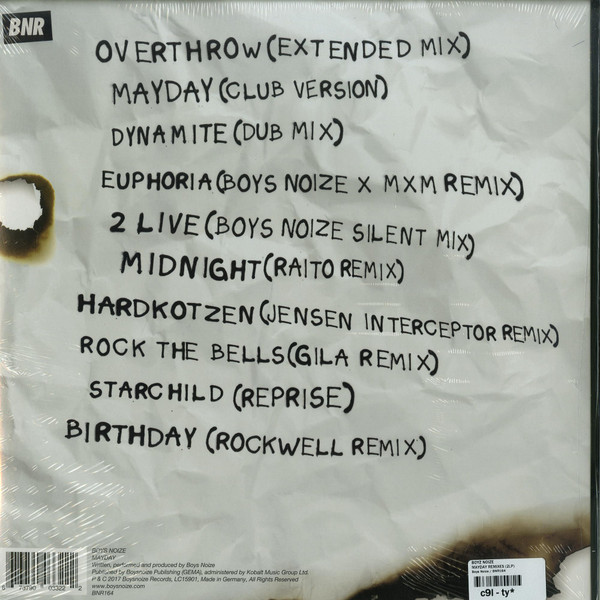 BNR
OVERTHROW (EXTENDED MIX)
MAYDAY (CLUB VERSION)
DYNAMITE (DUB MIX)
EUPHORIA (BOYS NOIZE X MXM REMIX)
2 LIVE (BOYS NOIZE SILENT MIX)
MIDNIGHT (RAITO REMIX)
HARDKOTZEN (JENSEN INTERCEPTOR REMIX)
ROCK THE BELLS (GILA REMIX)
STARCHILD (REPRISE)
BIRTHDAY (ROCKWELL REMIX)
BOYS NOIZE
MAYDAY
Written, performed and produced by Boys Noize
Published by Boysnoize Publishing (GEMA), administered by Kobalt Music Group Ltd.
P & C 2017 Boysnoize Records, LC15901, Made in Germany, All Rights Reserved
www.boysnoize.com
BNR164
BOYZ NOIZE
MAYDAY REMIXES (2LP)
Boys Noize / BNR164
c9l - ty*